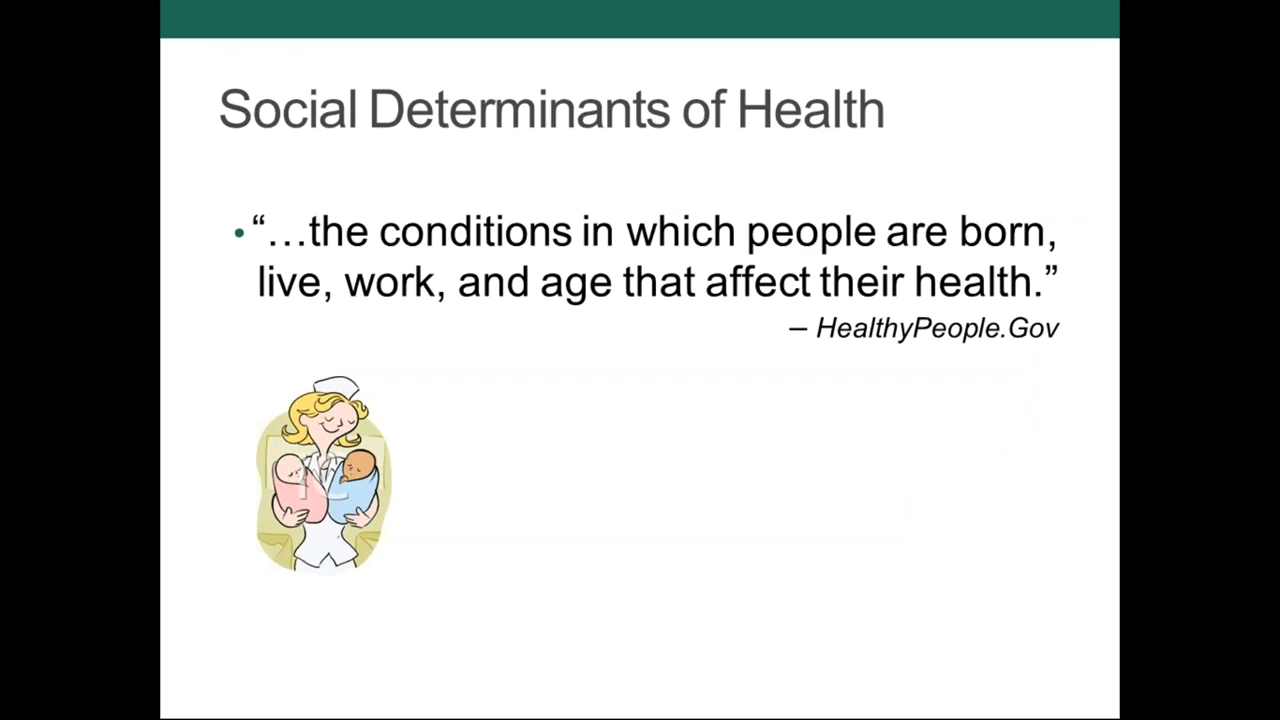 Social Determinants of Health
• “…the conditions in which people are born,
live, work, and age that affect their health.”
– HealthyPeople.Gov